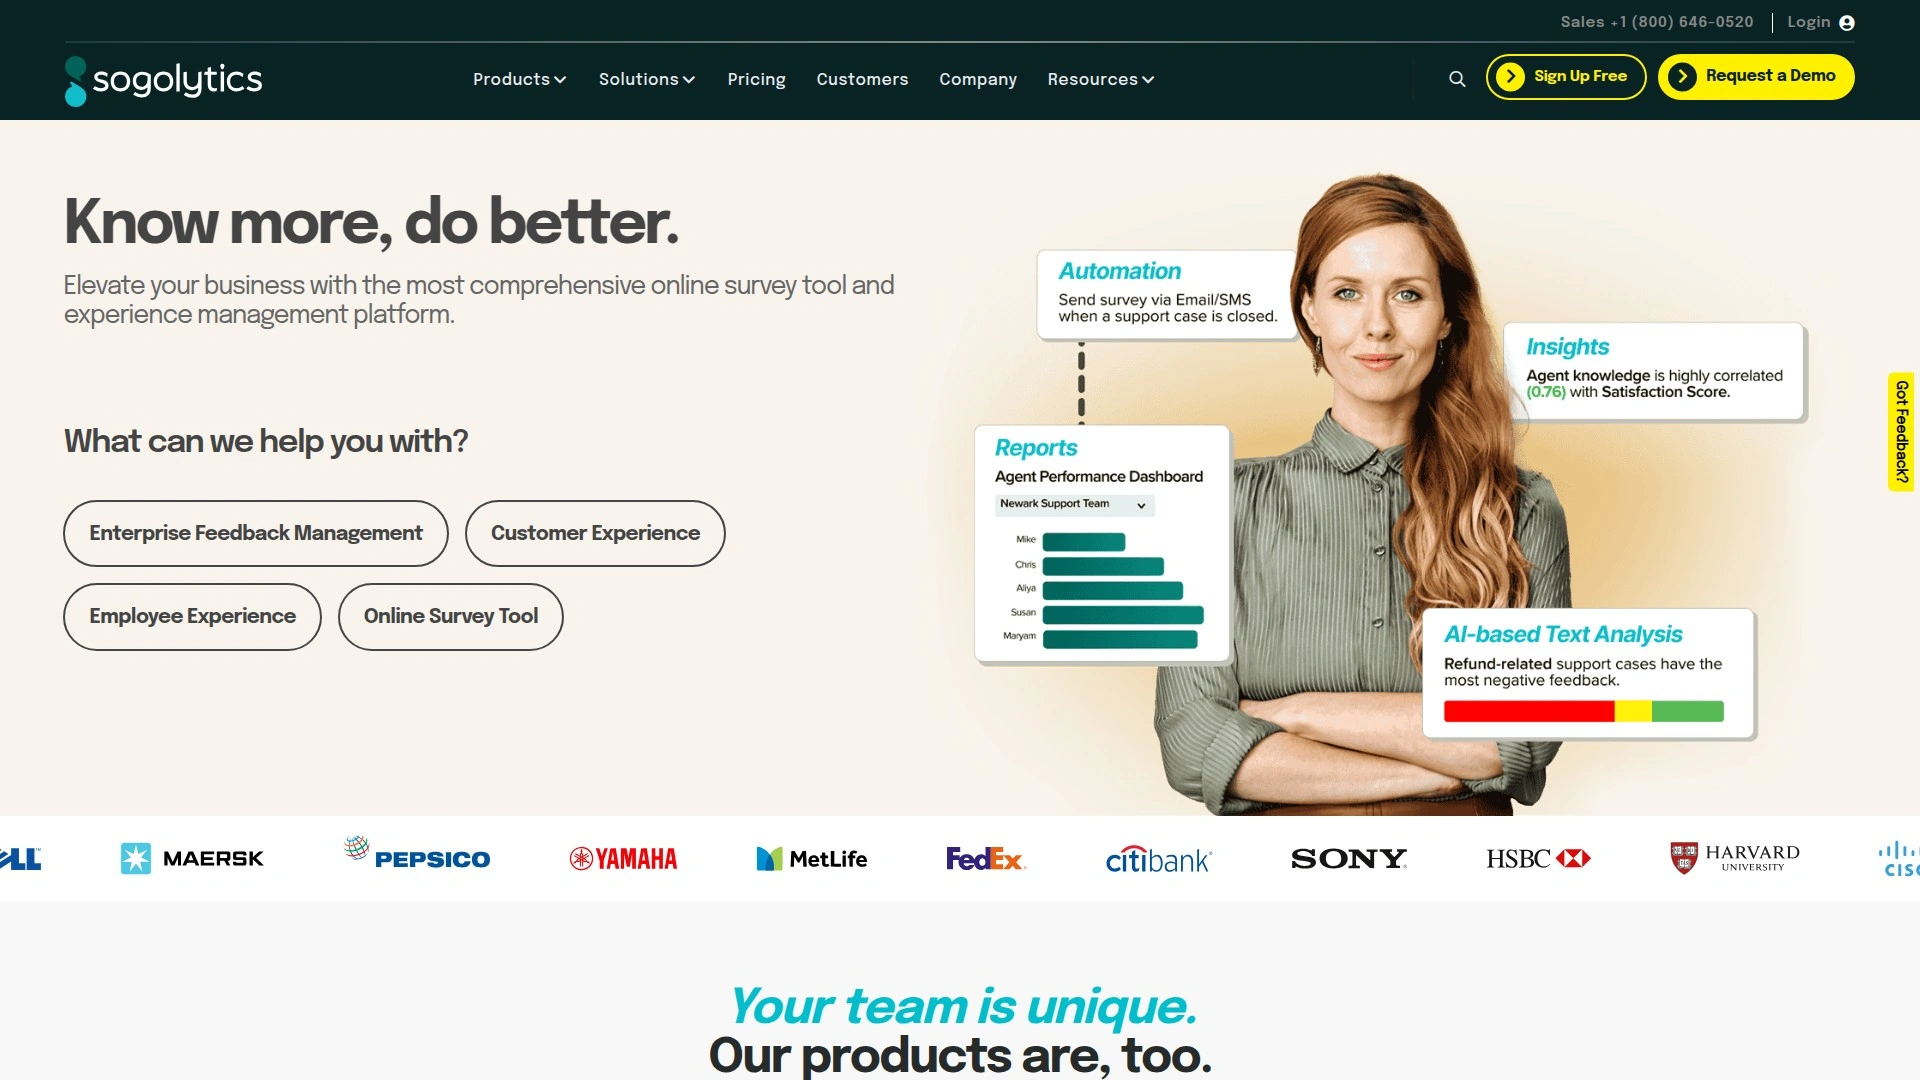 Sales +1 (800) 646-0520
Login
sogolytics
Products
Solutions
Pricing
Customers
Company
Resources
Sign Up Free
Request a Demo
Know more, do better.
Elevate your business with the most comprehensive online survey tool and
experience management platform.
What can we help you with?
Enterprise Feedback Management
Customer Experience
Employee Experience
Online Survey Tool
Automation
Send survey via Email/SMS
when a support case is closed.
Insights
Agent knowledge is highly correlated
(0.76) with Satisfaction Score.
Reports
Agent Performance Dashboard
Newark Support Team
Mike
Chris
Aliya
Susan
Maryam
AI-based Text Analysis
Refund-related support cases have the
most negative feedback.
Got Feedback?
MAERSK
PEPSICO
YAMAHA
MetLife
FedEx
citibank
SONY
HSBC
HARVARD
UNIVERSITY
Your team is unique.
Our products are, too.